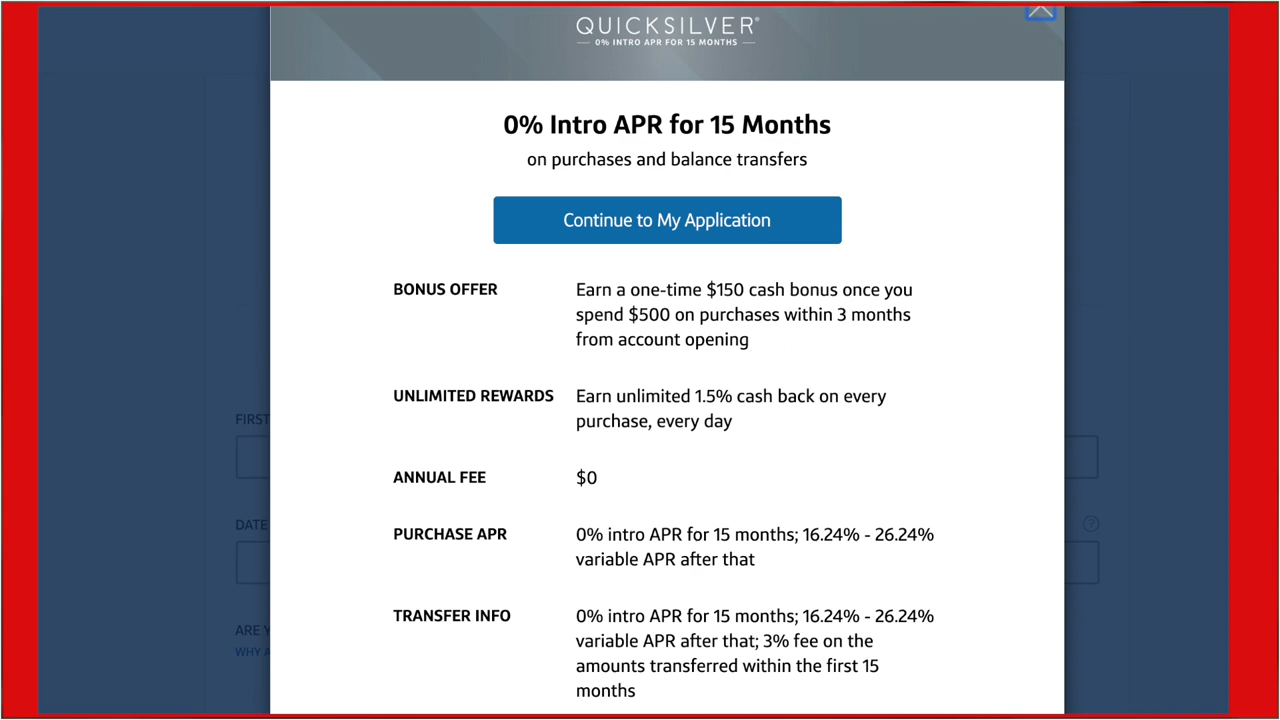 QUICKSILVER®
0% INTRO APR FOR 15 MONTHS
0% Intro APR for 15 Months
on purchases and balance transfers
Continue to My Application
BONUS OFFER
Earn a one-time $150 cash bonus once you
spend $500 on purchases within 3 months
from account opening
UNLIMITED REWARDS
Earn unlimited 1.5% cash back on every
purchase, every day
ANNUAL FEE
$0
PURCHASE APR
0% intro APR for 15 months; 16.24% - 26.24%
variable APR after that
TRANSFER INFO
0% intro APR for 15 months; 16.24% - 26.24%
variable APR after that; 3% fee on the
amounts transferred within the first 15
months
FIRST
DATE
?
ARE Y
WHY A